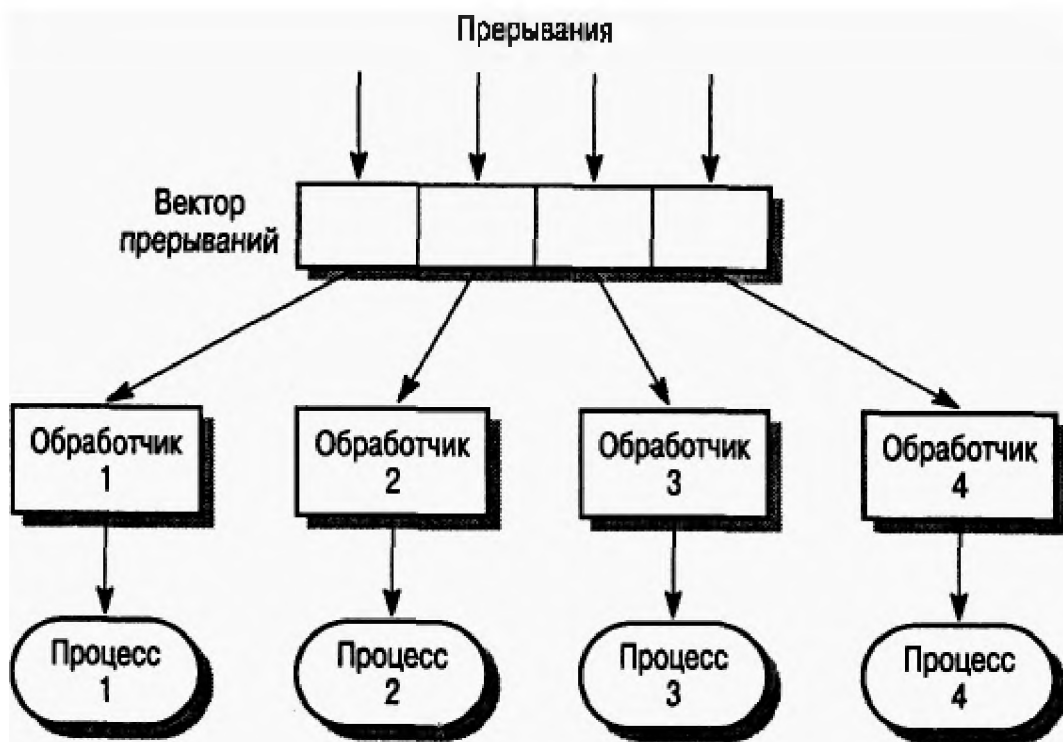 Прерывания
Вектор
прерываний
Обработчик
1
Обработчик
2
Обработчик
3
Обработчик
4
Процесс
1
Процесс
2
Процесс
3
Процесс
4